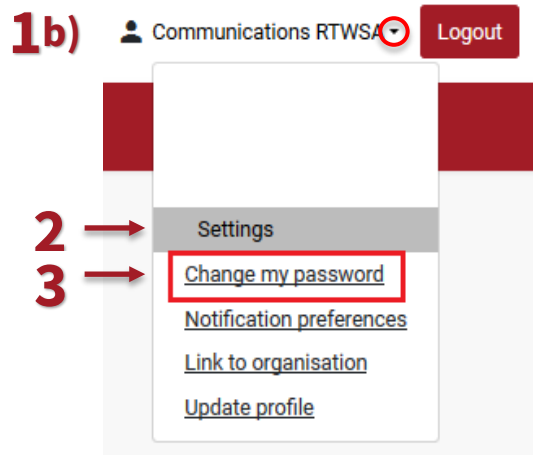 1b) Communications RTWSA Logout
2 Settings
3 Change my password
Notification preferences
Link to organisation
Update profile